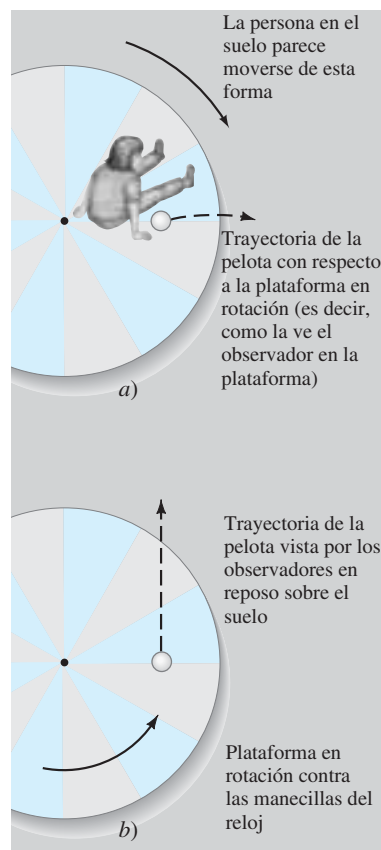 La persona en el
suelo parece
moverse de esta
forma
Trayectoria de la
pelota con respecto
a la plataforma en
rotación (es decir,
como la ve el
observador en la
plataforma)
a)
Trayectoria de la
pelota vista por los
observadores en
reposo sobre el
suelo
Plataforma en
rotación contra
las manecillas del
reloj
b)